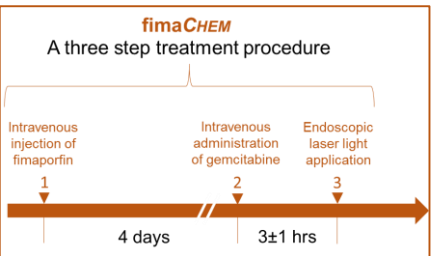 fimaCHEM
A three step treatment procedure
Intravenous
injection of
fimaporfin
Intravenous
administration
of gemcitabine
Endoscopic
laser light
application
1
2
3
4 days
3±1 hrs